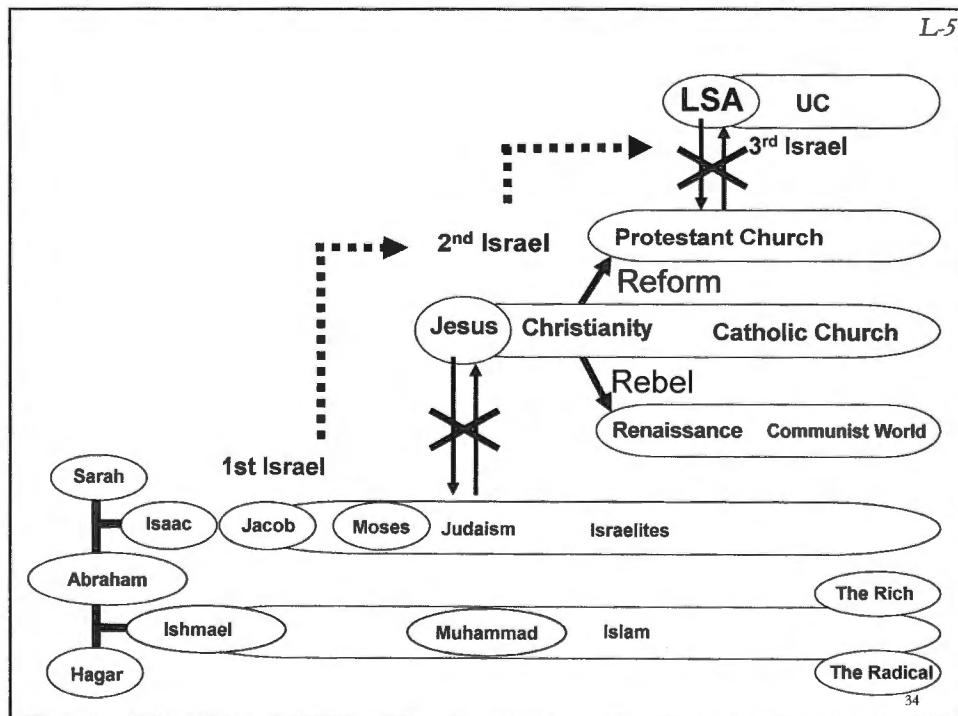 L-5
LSA UC
3rd Israel
2nd Israel
Protestant Church
Reform
Jesus Christianity Catholic Church
Rebel
Renaissance Communist World
1st Israel
Sarah
Isaac Jacob Moses Judaism Israelites
Abraham
The Rich
Ishmael Muhammad Islam
Hagar
The Radical
34